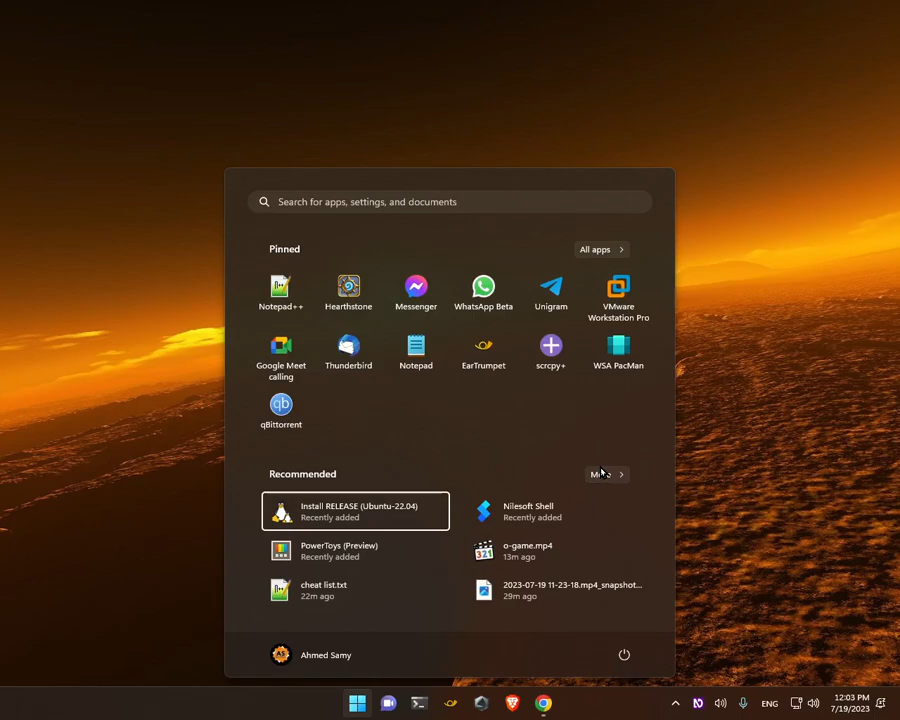 Search for apps, settings, and documents
Pinned
All apps
Notepad++
Hearthstone
Messenger
WhatsApp Beta
Unigram
VMware
Workstation Pro
Google Meet
calling
Thunderbird
Notepad
EarTrumpet
scrcpy+
WSA PacMan
qb
qBittorrent
Recommended
Install RELEASE (Ubuntu-22.04)
Recently added
Nilesoft Shell
Recently added
PowerToys (Preview)
Recently added
321
o-game.mp4
13m ago
cheat list.txt
22m ago
2023-07-19 11-23-18.mp4_snapshot...
29m ago
AS
Ahmed Samy
ENG
12:03 PM
7/19/2023